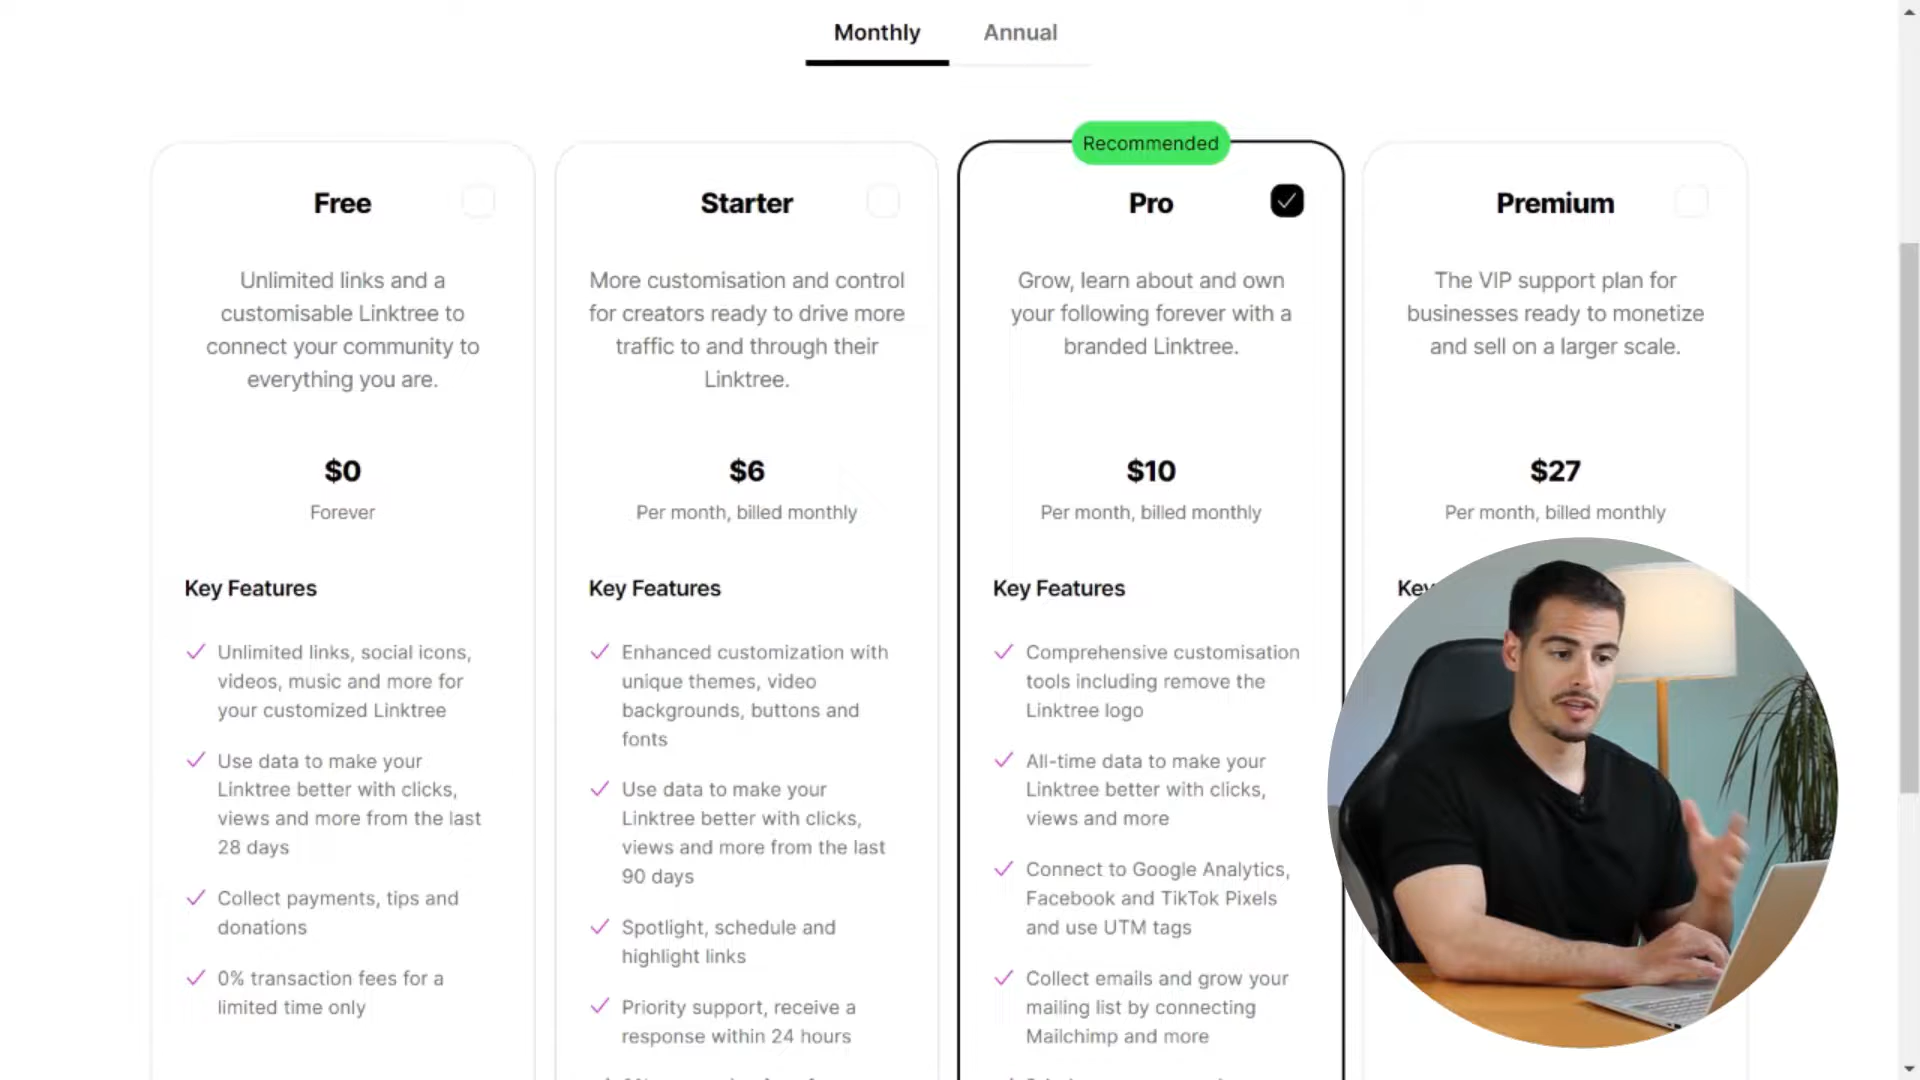 Monthly
Annual
Recommended
Free
Unlimited links and a
customisable Linktree to
connect your community to
everything you are.
$0
Forever
Key Features
Unlimited links, social icons,
videos, music and more for
your customized Linktree
Use data to make your
Linktree better with clicks,
views and more from the last
28 days
Collect payments, tips and
donations
0% transaction fees for a
limited time only
Starter
More customisation and control
for creators ready to drive more
traffic to and through their
Linktree.
$6
Per month, billed monthly
Key Features
Enhanced customization with
unique themes, video
backgrounds, buttons and
fonts
Use data to make your
Linktree better with clicks,
views and more from the last
90 days
Spotlight, schedule and
highlight links
Priority support, receive a
response within 24 hours
Pro
Grow, learn about and own
your following forever with a
branded Linktree.
$10
Per month, billed monthly
Key Features
Comprehensive customisation
tools including remove the
Linktree logo
All-time data to make your
Linktree better with clicks,
views and more
Connect to Google Analytics,
Facebook and TikTok Pixels
and use UTM tags
Collect emails and grow your
mailing list by connecting
Mailchimp and more
Premium
The VIP support plan for
businesses ready to monetize
and sell on a larger scale.
$27
Per month, billed monthly
Key